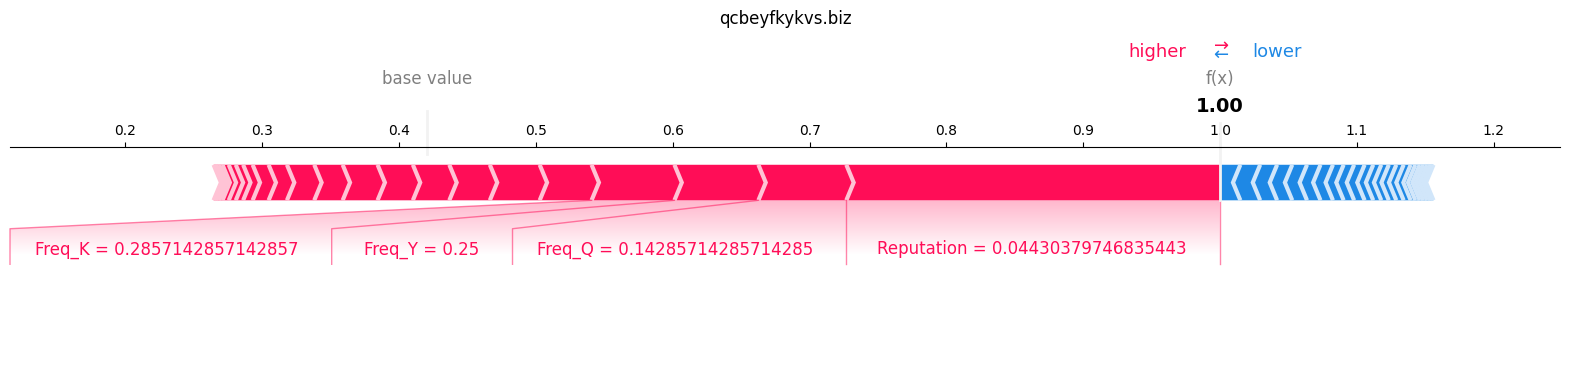 qcbeyfkykvs.biz
higher ⇄ lower
base value f(x)
1.00
0.2 0.3 0.4 0.5 0.6 0.7 0.8 0.9 1.0 1.1 1.2
Freq_K = 0.2857142857142857 Freq_Y = 0.25 Freq_Q = 0.14285714285714285 Reputation = 0.04430379746835443